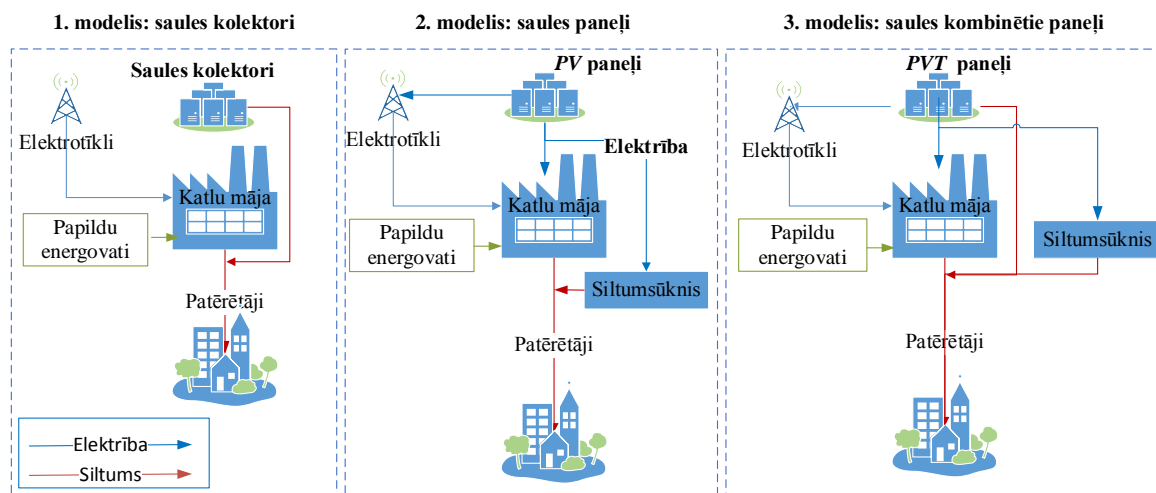 1. modelis: saules kolektori
Saules kolektori
Elektrotīkli
Katlu māja
Papildu
energovati
Patērētāji
Elektrība
Siltums
2. modelis: saules paneļi
PV paneļi
Elektrotīkli
Elektrība
Katlu māja
Papildu
energovati
Siltumsūknis
Patērētāji
3. modelis: saules kombinētie paneļi
PVT paneļi
Elektrotīkli
Katlu māja
Papildu
energovati
Siltumsūknis
Patērētāji